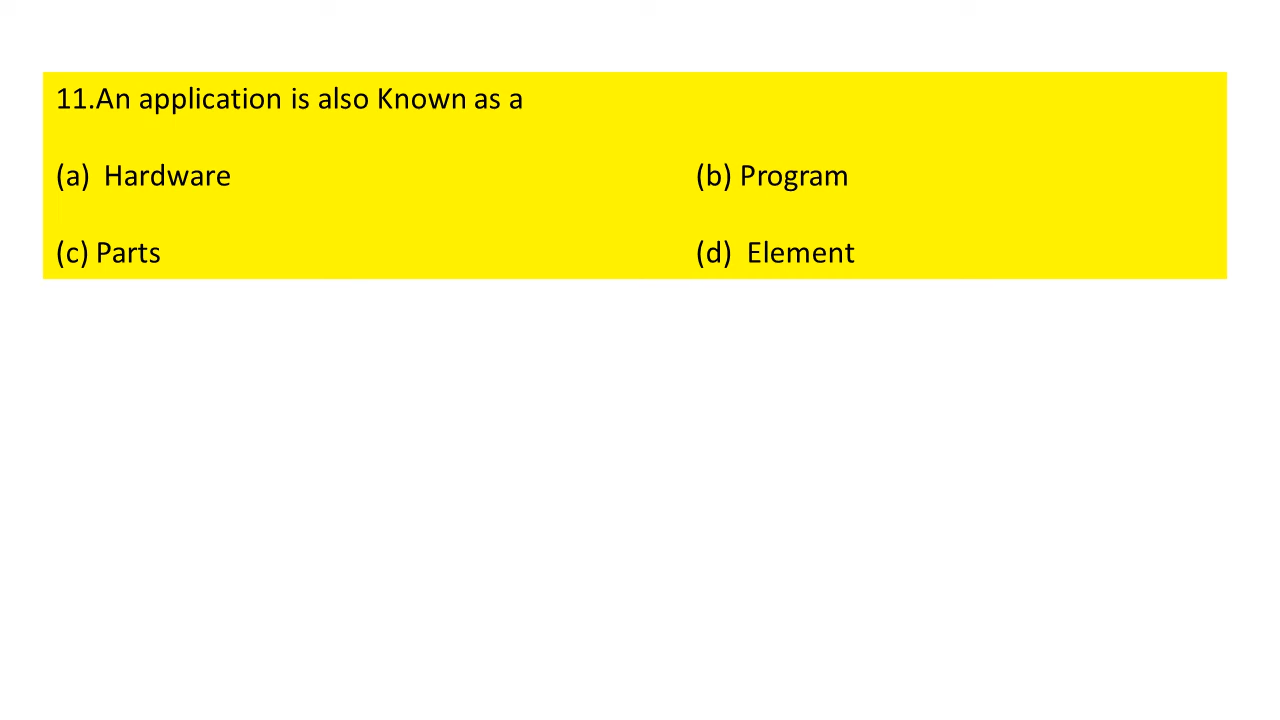 11.An application is also Known as a
(a)  Hardware (b) Program
(c) Parts (d)  Element